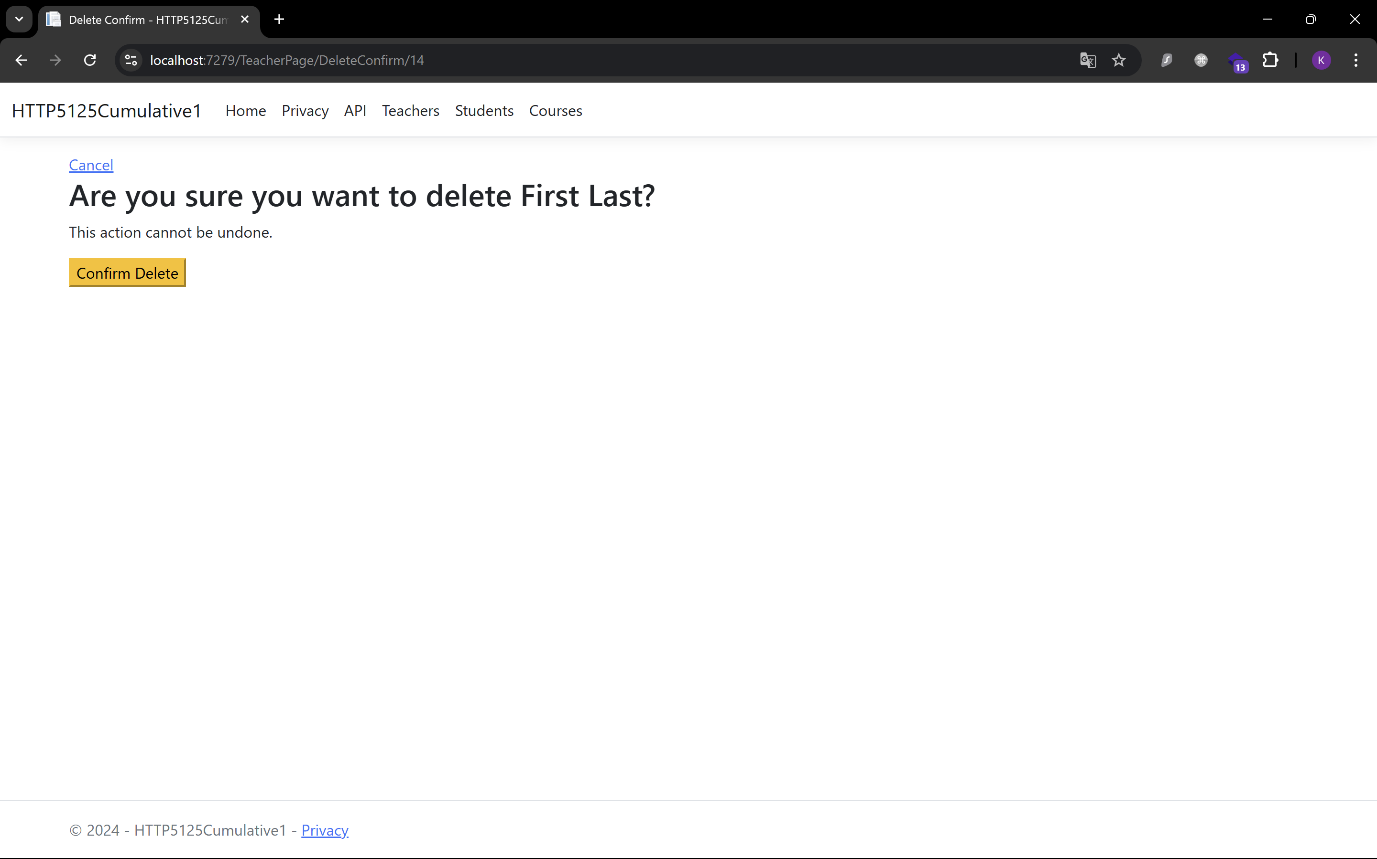 Delete Confirm - HTTP5125Cum
localhost:7279/TeacherPage/DeleteConfirm/14
13
K
HTTP5125Cumulative1 Home Privacy API Teachers Students Courses
Cancel
Are you sure you want to delete First Last?
This action cannot be undone.
Confirm Delete
© 2024 - HTTP5125Cumulative1 - Privacy